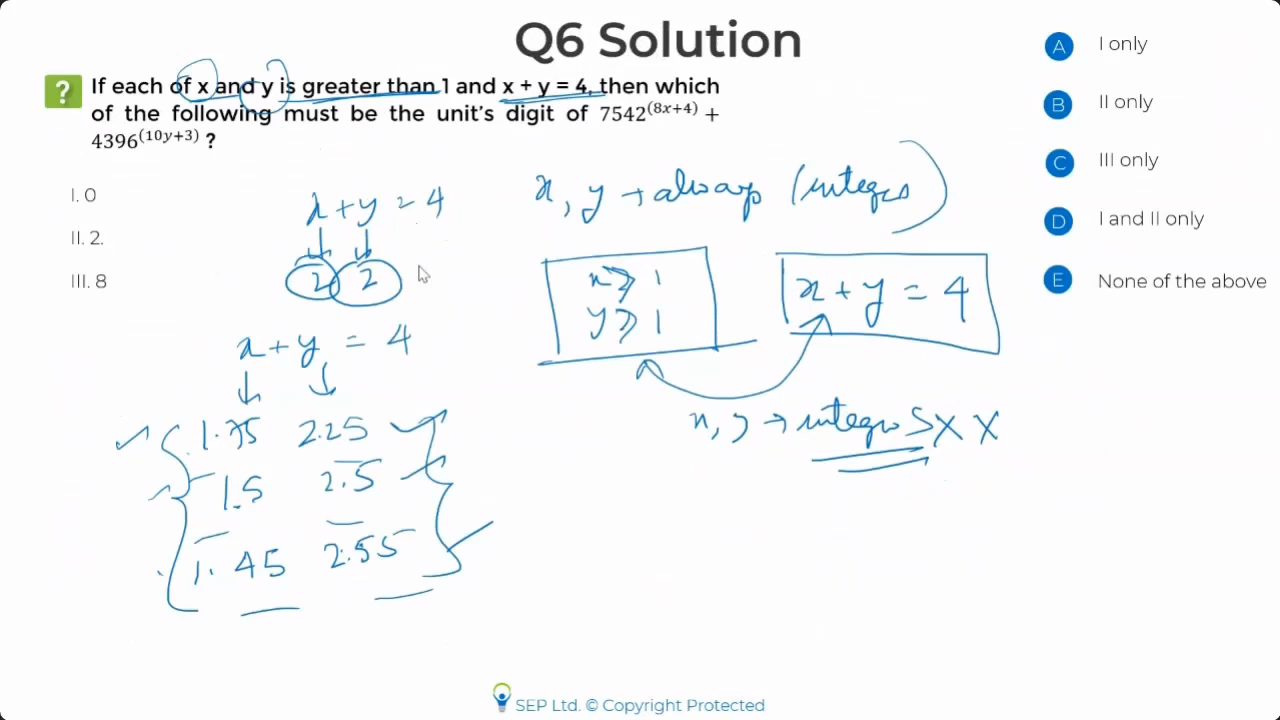 Q6 Solution
? If each of x and y is greater than 1 and x + y = 4, then which
of the following must be the unit's digit of 7542^(8x+4) +
4396^(10y+3) ?
I. 0
II. 2.
III. 8
A I only
B II only
C III only
D I and II only
E None of the above
x + y = 4
2 2
x + y = 4
1.75 2.25
1.5 2.5
1.45 2.55
x, y → always (integers)
x ≥ 1
y ≥ 1
x + y = 4
x, y → integers X X
SEP Ltd. © Copyright Protected